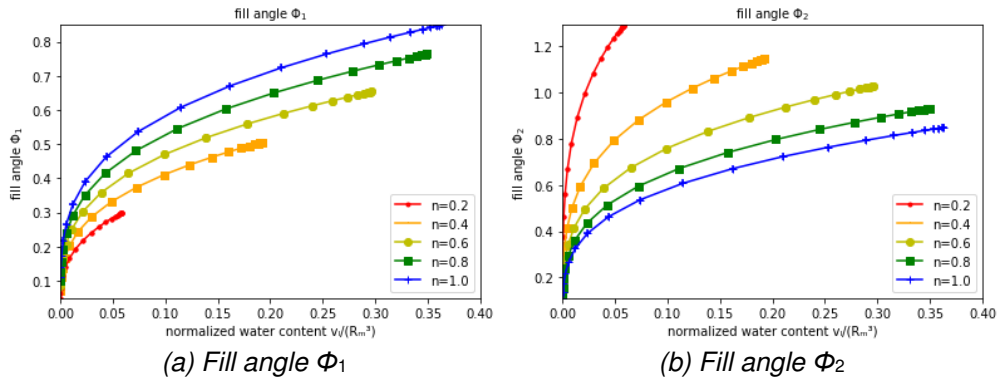 fill angle Φ₁
fill angle Φ₁
0.8
0.7
0.6
0.5
0.4
0.3
0.2
0.1
n=0.2
n=0.4
n=0.6
n=0.8
n=1.0
0.00 0.05 0.10 0.15 0.20 0.25 0.30 0.35 0.40
normalized water content vₗ/(Rₘ³)
(a) Fill angle Φ₁
fill angle Φ₂
fill angle Φ₂
1.2
1.0
0.8
0.6
0.4
0.2
n=0.2
n=0.4
n=0.6
n=0.8
n=1.0
0.00 0.05 0.10 0.15 0.20 0.25 0.30 0.35 0.40
normalized water content vₗ/(Rₘ³)
(b) Fill angle Φ₂